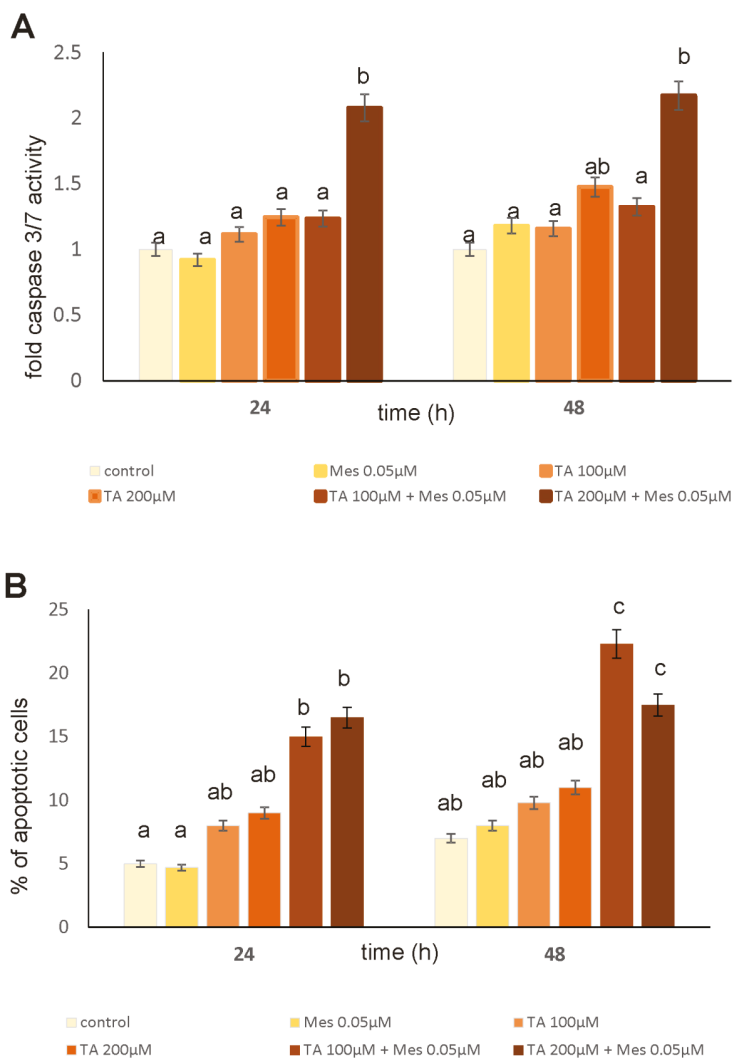 A
fold caspase 3/7 activity
2.5
2
1.5
1
0.5
0
a a a a a b
a a a ab a b
24 time (h) 48
control Mes 0.05µM TA 100µM
TA 200µM TA 100µM + Mes 0.05µM TA 200µM + Mes 0.05µM
B
% of apoptotic cells
25
20
15
10
5
0
a a ab ab b b
ab ab ab ab c c
24 time (h) 48
control Mes 0.05µM TA 100µM
TA 200µM TA 100µM + Mes 0.05µM TA 200µM + Mes 0.05µM